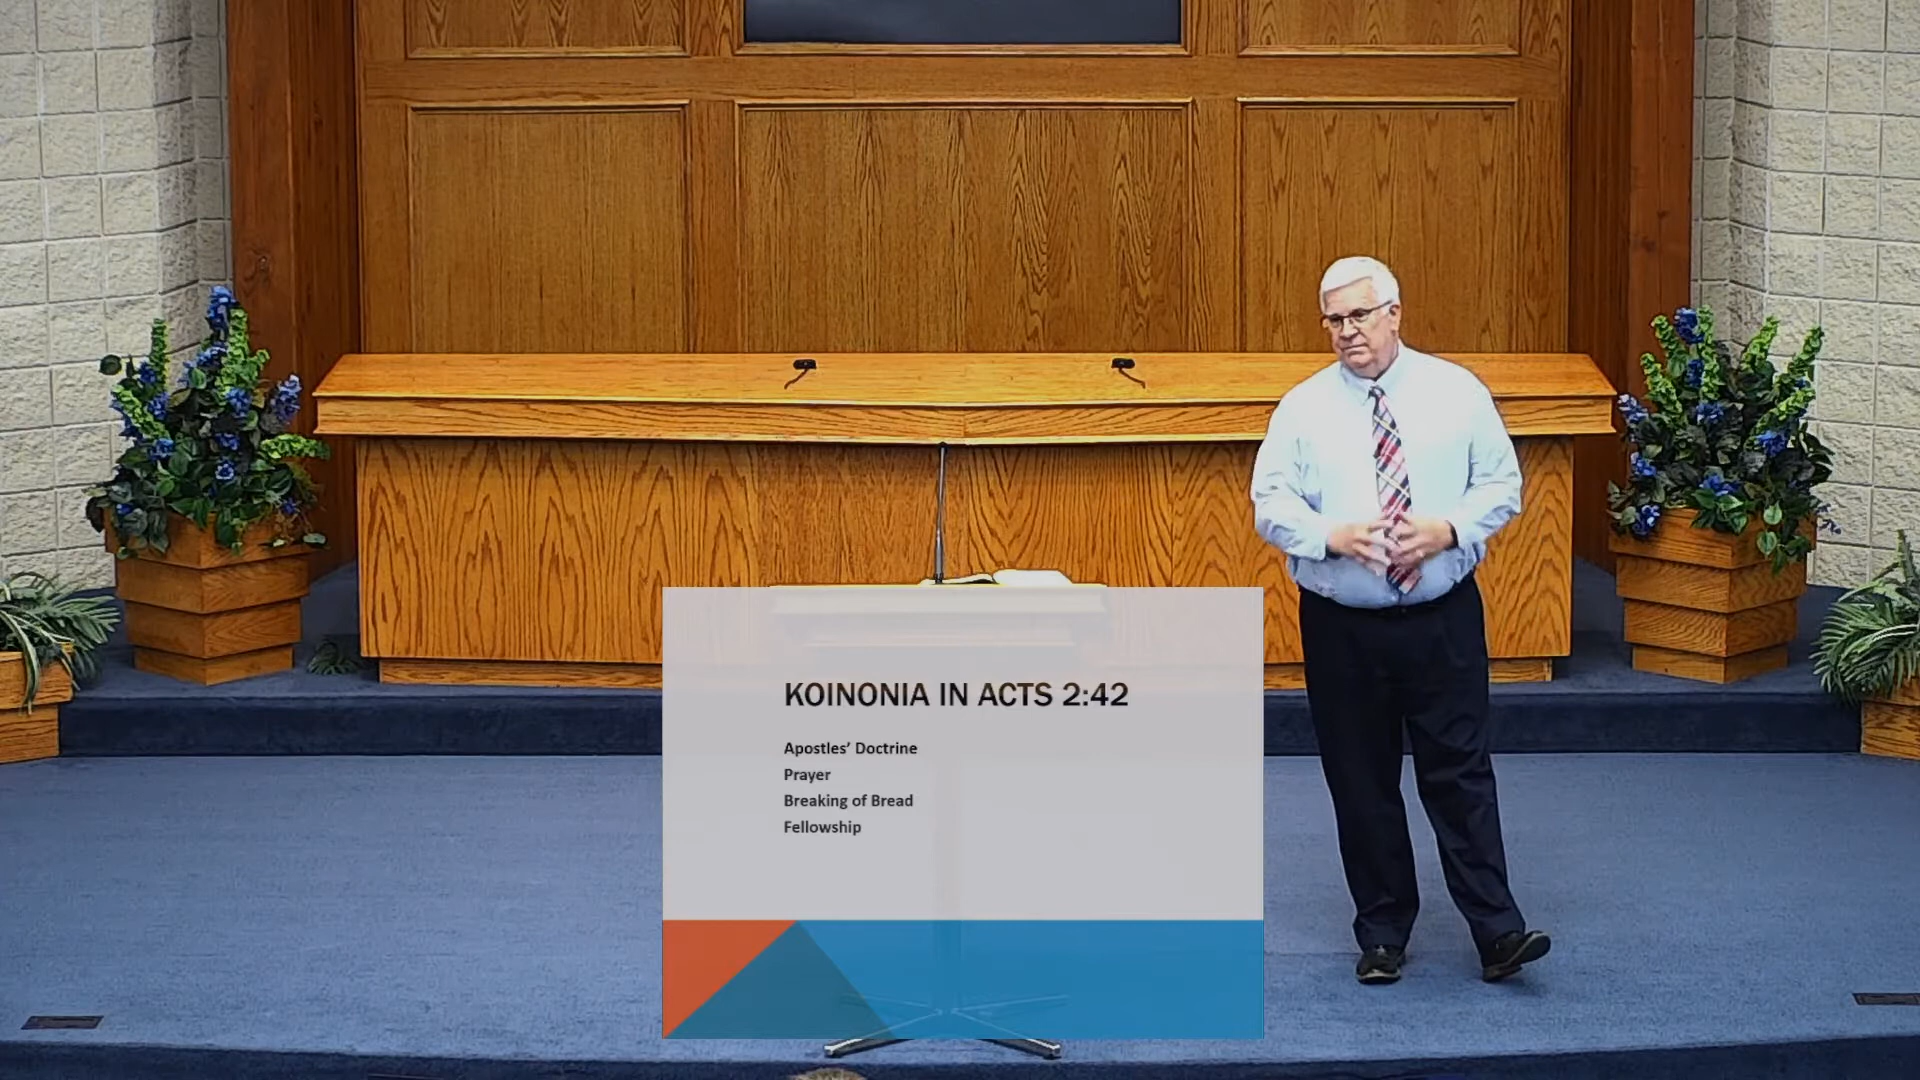 KOINONIA IN ACTS 2:42
Apostles’ Doctrine
Prayer
Breaking of Bread
Fellowship